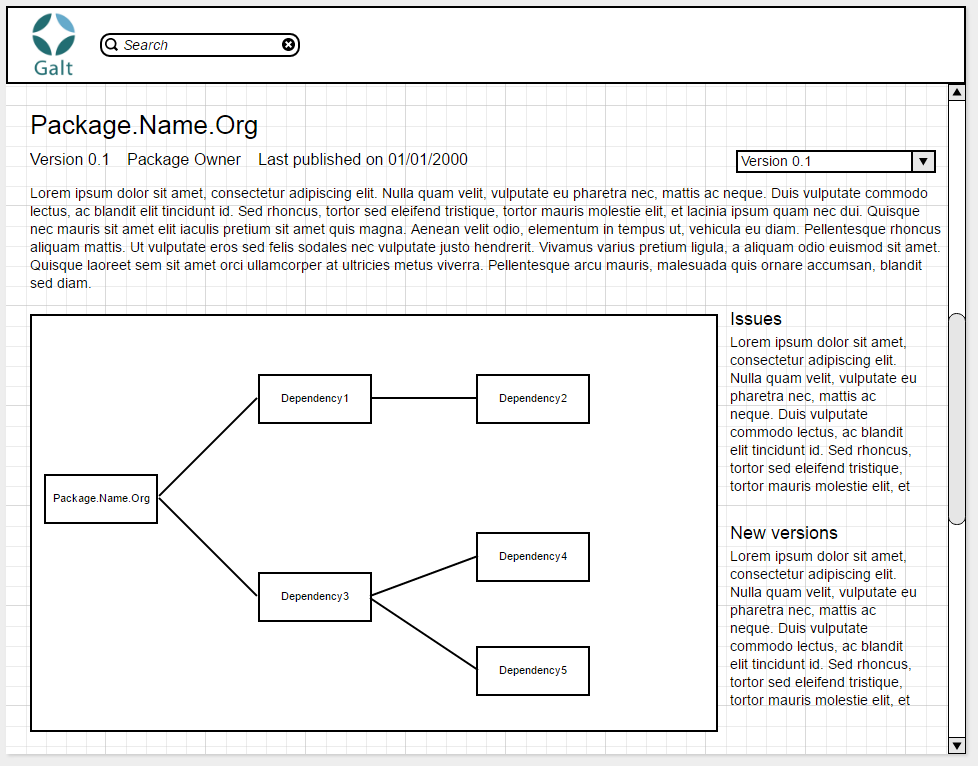 Galt
Search
Package.Name.Org
Version 0.1 Package Owner Last published on 01/01/2000
Version 0.1
Lorem ipsum dolor sit amet, consectetur adipiscing elit. Nulla quam velit, vulputate eu pharetra nec, mattis ac neque. Duis vulputate commodo
lectus, ac blandit elit tincidunt id. Sed rhoncus, tortor sed eleifend tristique, tortor mauris molestie elit, et lacinia ipsum quam nec dui. Quisque
nec mauris sit amet elit iaculis pretium sit amet quis magna. Aenean velit odio, elementum in tempus ut, vehicula eu diam. Pellentesque rhoncus
aliquam mattis. Ut vulputate eros sed felis sodales nec vulputate justo hendrerit. Vivamus varius pretium ligula, a aliquam odio euismod sit amet.
Quisque laoreet sem sit amet orci ullamcorper at ultricies metus viverra. Pellentesque arcu mauris, malesuada quis ornare accumsan, blandit
sed diam.
Package.Name.Org
Dependency1
Dependency2
Dependency3
Dependency4
Dependency5
Issues
Lorem ipsum dolor sit amet,
consectetur adipiscing elit.
Nulla quam velit, vulputate eu
pharetra nec, mattis ac
neque. Duis vulputate
commodo lectus, ac blandit
elit tincidunt id. Sed rhoncus,
tortor sed eleifend tristique,
tortor mauris molestie elit, et
New versions
Lorem ipsum dolor sit amet,
consectetur adipiscing elit.
Nulla quam velit, vulputate eu
pharetra nec, mattis ac
neque. Duis vulputate
commodo lectus, ac blandit
elit tincidunt id. Sed rhoncus,
tortor sed eleifend tristique,
tortor mauris molestie elit, et